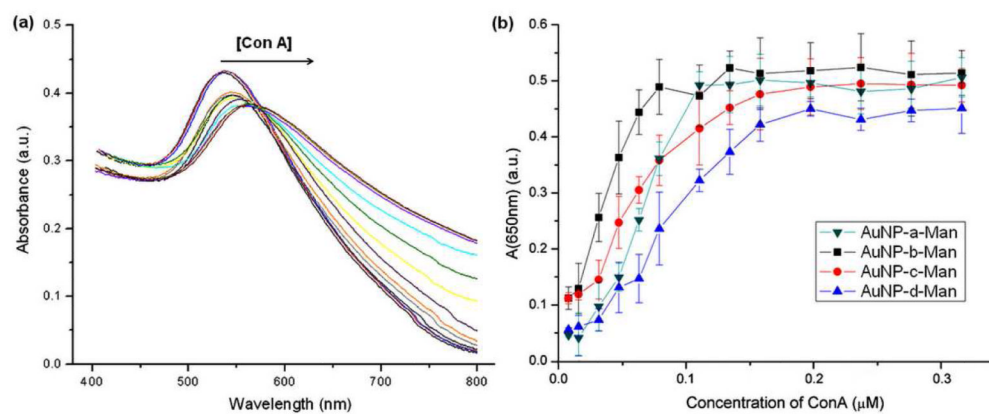 (a)
[Con A]
0.5
0.4
0.3
0.2
0.1
0.0
Absorbance (a.u.)
400 500 600 700 800
Wavelength (nm)
(b)
0.6
0.5
0.4
0.3
0.2
0.1
0.0
A(650nm) (a.u.)
AuNP-a-Man
AuNP-b-Man
AuNP-c-Man
AuNP-d-Man
0.0 0.1 0.2 0.3
Concentration of ConA (µM)